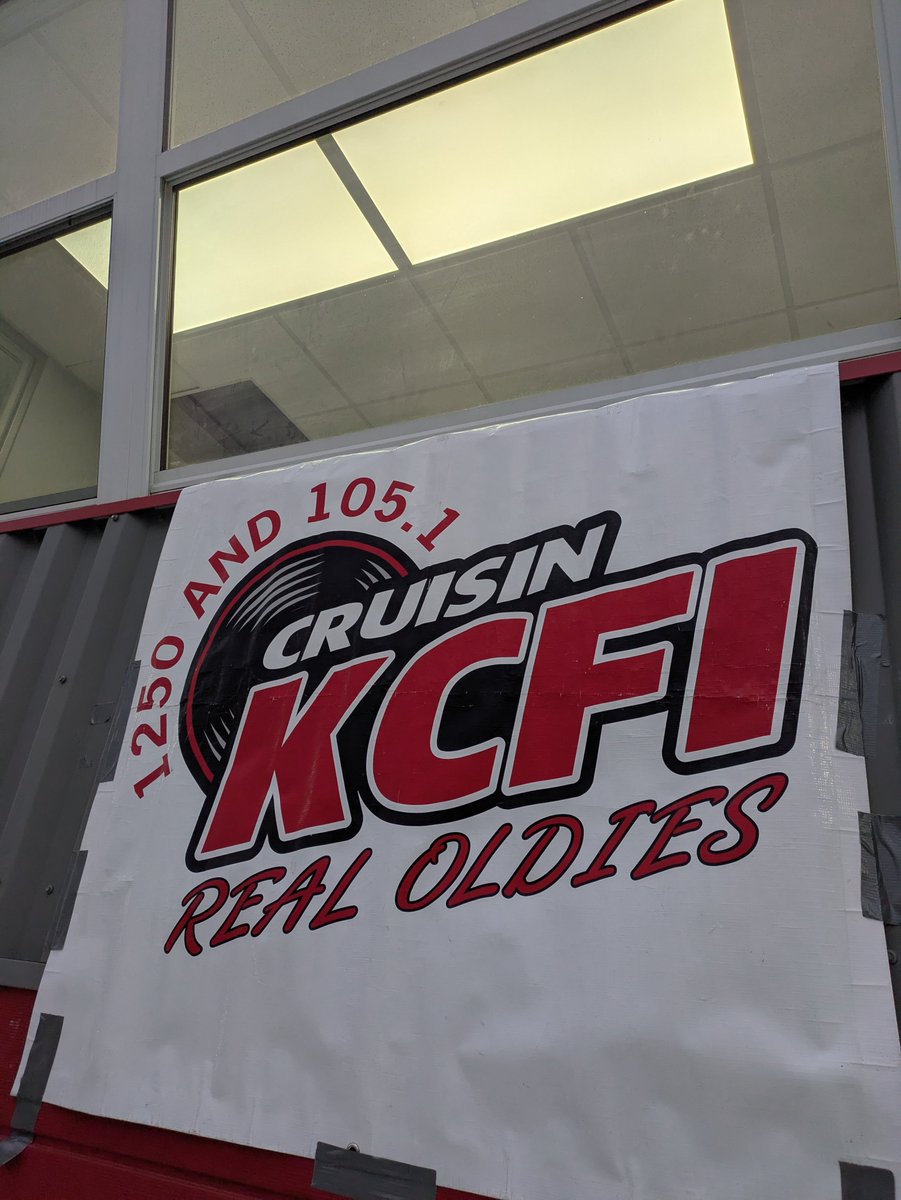 1250 AND 105.1
CRUISIN
KCFI
REAL OLDIES